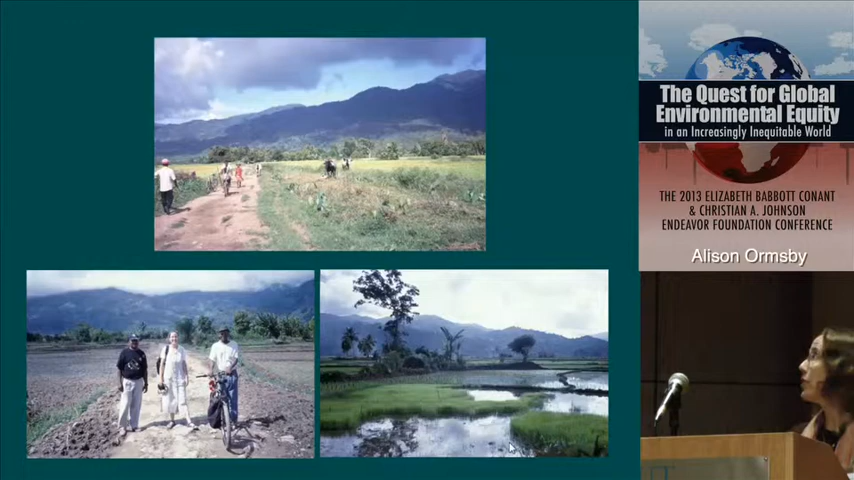 The Quest for Global
Environmental Equity
in an Increasingly Inequitable World
THE 2013 ELIZABETH BABBOTT CONANT
& CHRISTIAN A. JOHNSON
ENDEAVOR FOUNDATION CONFERENCE
Alison Ormsby